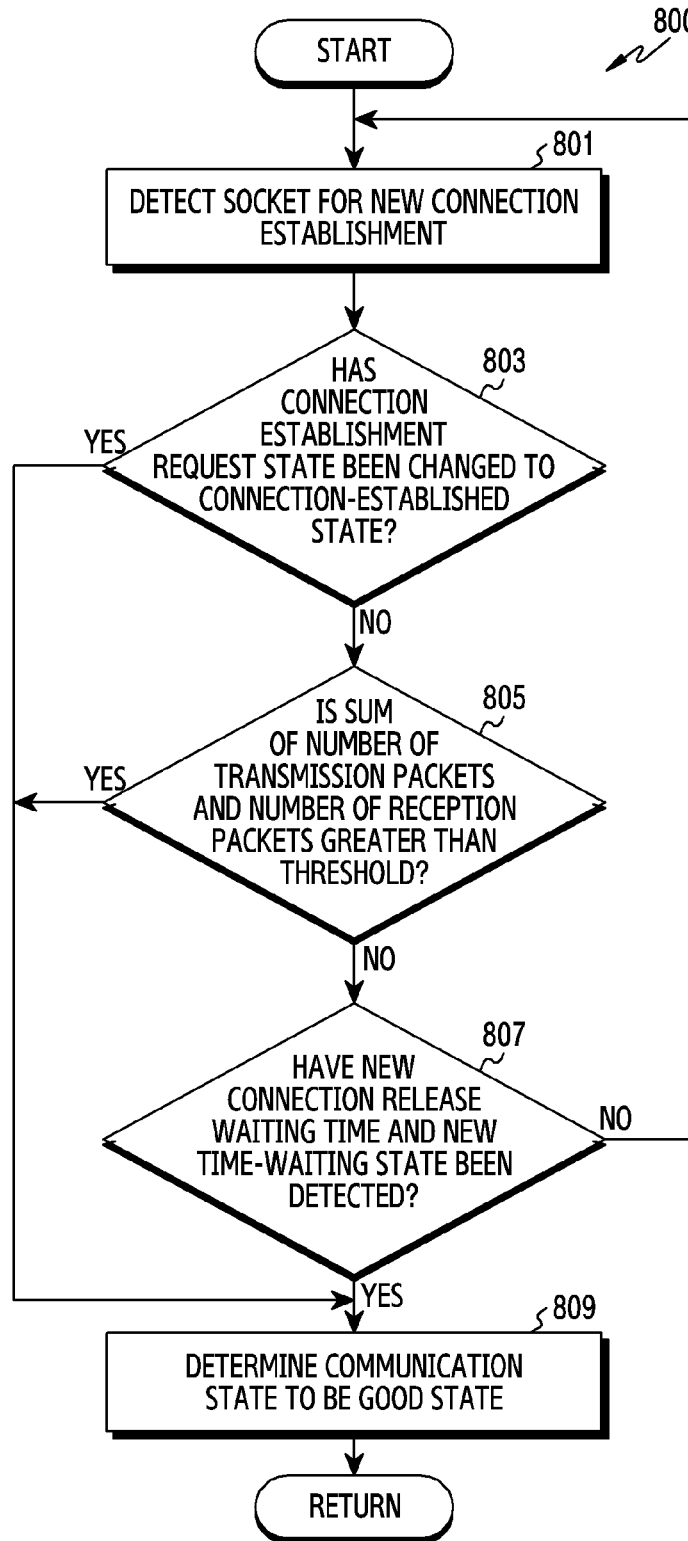 800
START
801
DETECT SOCKET FOR NEW CONNECTION
ESTABLISHMENT
803
HAS
CONNECTION
ESTABLISHMENT
REQUEST STATE BEEN CHANGED TO
CONNECTION-ESTABLISHED
STATE?
YES
NO
805
IS SUM
OF NUMBER OF
TRANSMISSION PACKETS
AND NUMBER OF RECEPTION
PACKETS GREATER THAN
THRESHOLD?
YES
NO
807
HAVE NEW
CONNECTION RELEASE
WAITING TIME AND NEW
TIME-WAITING STATE BEEN
DETECTED?
NO
YES
809
DETERMINE COMMUNICATION
STATE TO BE GOOD STATE
RETURN